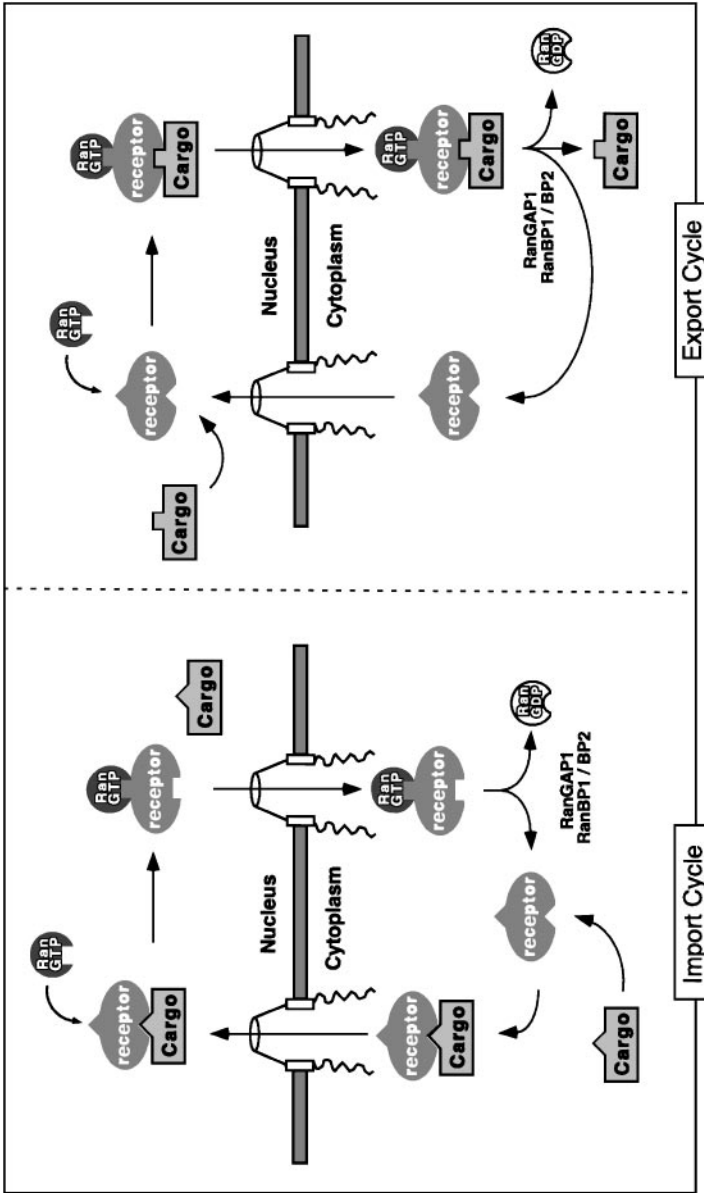 Ran
GTP
receptor
Cargo
Ran
GTP
receptor
Cargo
Nucleus
Cytoplasm
receptor
Cargo
Ran
GTP
receptor
RanGAP1
RanBP1 / BP2
Ran
GDP
receptor
Cargo
Import Cycle
Cargo
receptor
Ran
GTP
Ran
GTP
receptor
Cargo
Nucleus
Cytoplasm
receptor
Ran
GTP
receptor
Cargo
RanGAP1
RanBP1 / BP2
Ran
GDP
Cargo
Export Cycle